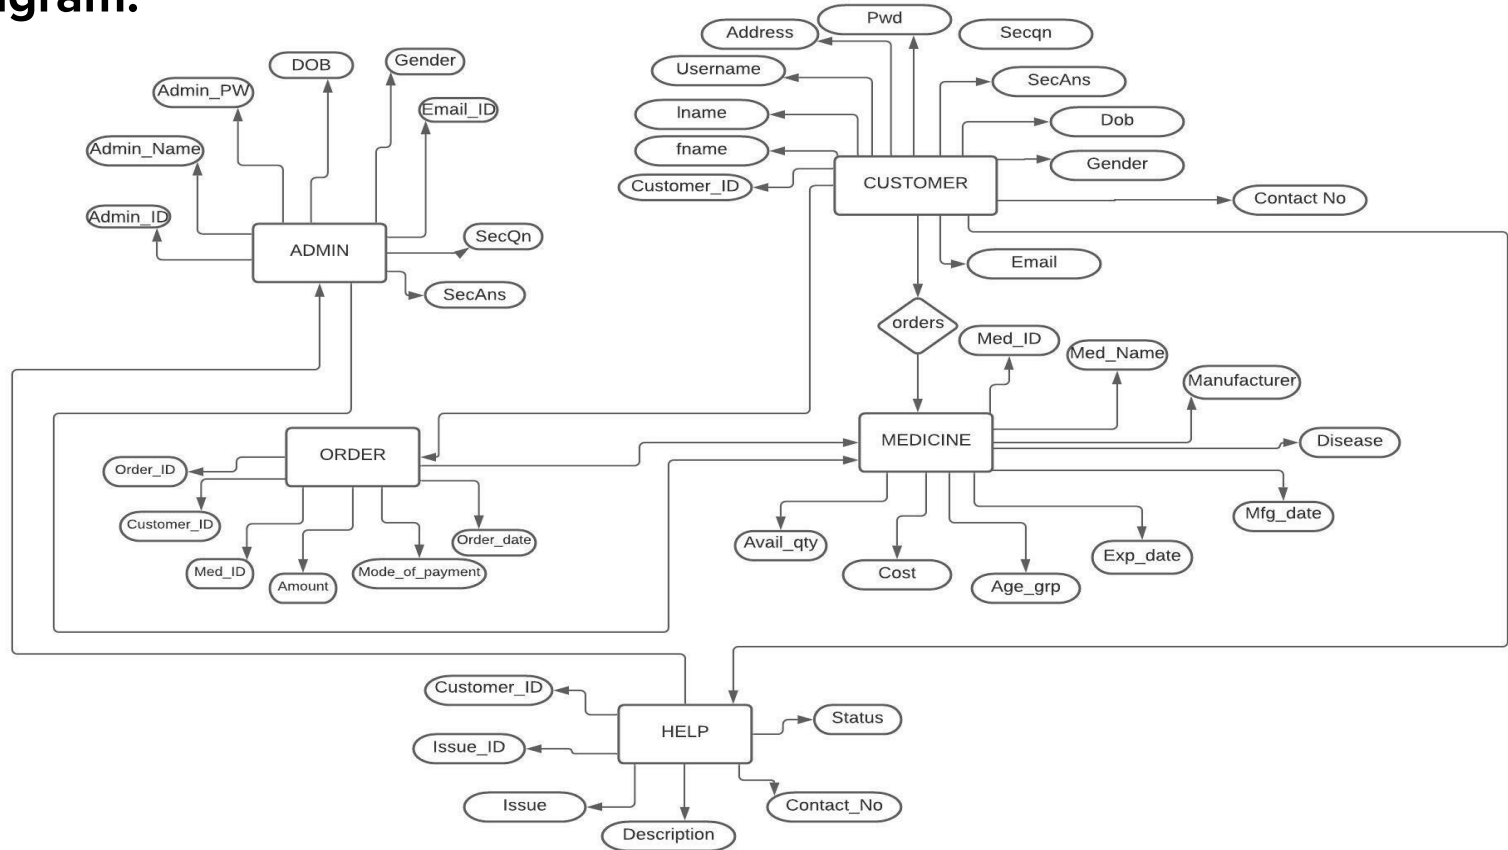 agram:
Pwd
Address
Secqn
Username
SecAns
lname
Dob
fname
Gender
Customer_ID
CUSTOMER
Contact No
Email
DOB
Gender
Admin_PW
Email_ID
Admin_Name
Admin_ID
SecQn
ADMIN
SecAns
orders
Med_ID
Med_Name
Manufacturer
MEDICINE
Disease
Mfg_date
Avail_qty
Exp_date
Cost
Age_grp
ORDER
Order_ID
Customer_ID
Order_date
Med_ID
Mode_of_payment
Amount
Customer_ID
Status
HELP
Issue_ID
Issue
Contact_No
Description